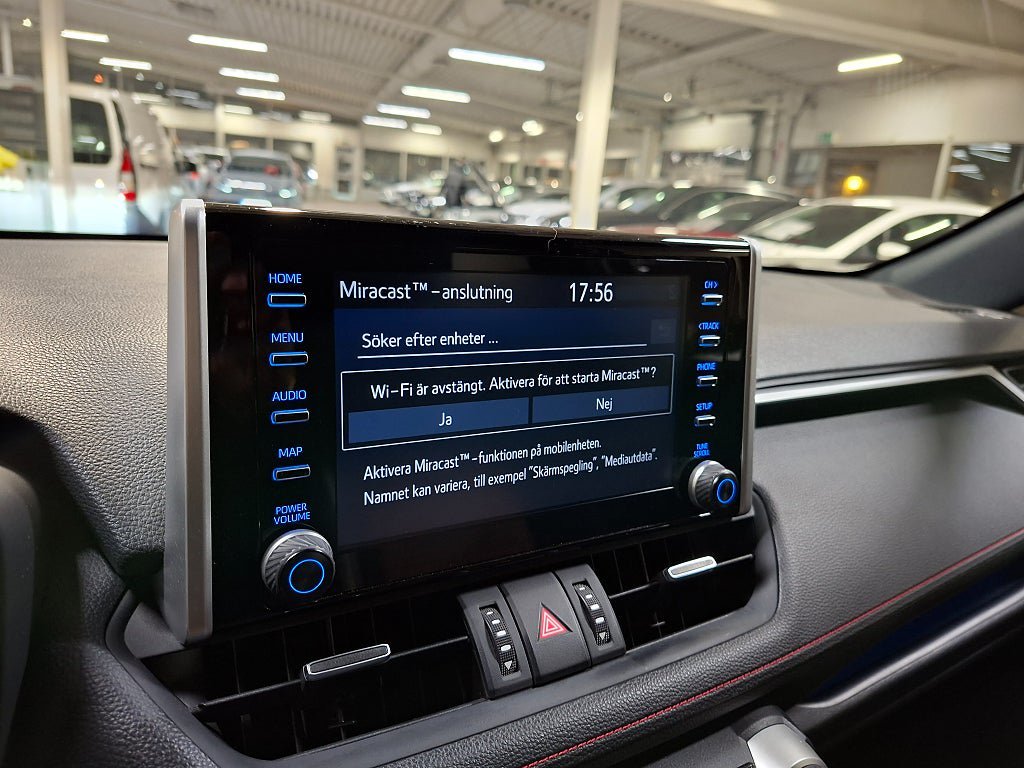 HOME
MENU
AUDIO
MAP
POWER
VOLUME
Miracast™ –anslutning 17:56
Söker efter enheter ...
Wi-Fi är avstängt. Aktivera för att starta Miracast™?
Ja Nej
Aktivera Miracast™ –funktionen på mobilenheten.
Namnet kan variera, till exempel "Skärmspegling", "Mediautdata".
CH >
< TRACK
PHONE
SETUP
TUNE
SCROLL